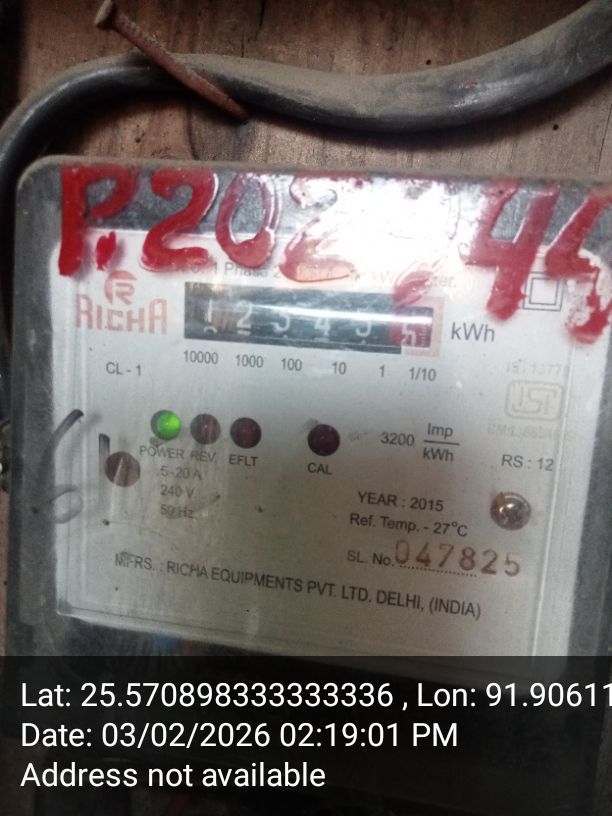 P.202
RICHA
kWh
CL - 1
10000 1000 100 10 1 1/10
POWER REV EFLT
CAL
3200 Imp
kWh
5-20 A
240 V
50 Hz
RS : 12
YEAR : 2015
Ref. Temp. - 27°C
SL. No. 047825
MFRS. : RICHA EQUIPMENTS PVT. LTD. DELHI, (INDIA)
Lat: 25.570898333333336 , Lon: 91.90611
Date: 03/02/2026 02:19:01 PM
Address not available